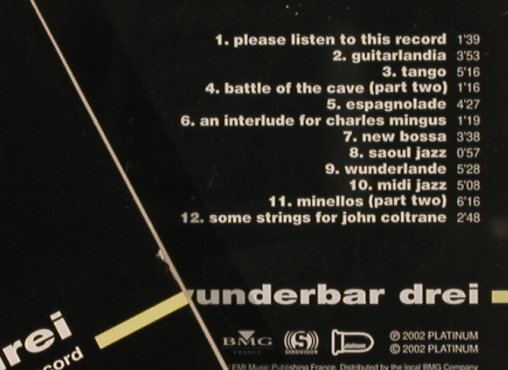 1. please listen to this record 1'39
2. guitarlandia 3'53
3. tango 5'16
4. battle of the cave (part two) 1'16
5. espagnolade 4'27
6. an interlude for charles mingus 1'19
7. new bossa 3'38
8. saoul jazz 0'57
9. wunderlande 5'28
10. midi jazz 5'08
11. minellos (part two) 6'16
12. some strings for john coltrane 2'48
wunderbar drei
drei
cord
BMG
FRANCE
S
SUBDIVISION
platinum
℗ 2002 PLATINUM
© 2002 PLATINUM
EMI Music Publishing France. Distributed by the local BMG Company